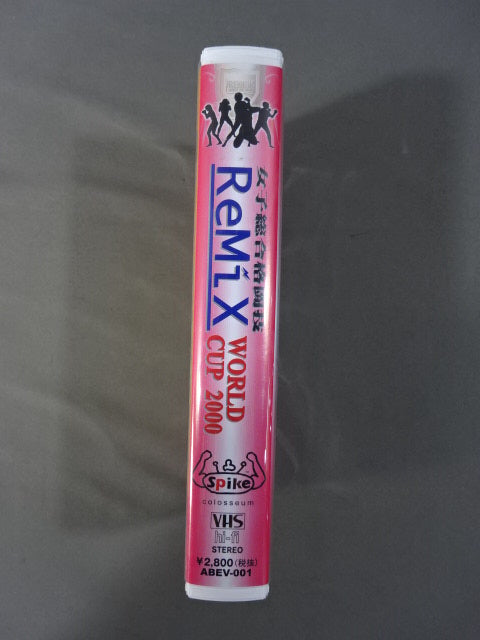 女子総合格闘技
ReMiX
WORLD
CUP 2000
Spike
colosseum
VHS
hi-fi
STEREO
¥2,800(税抜)
ABEV-001